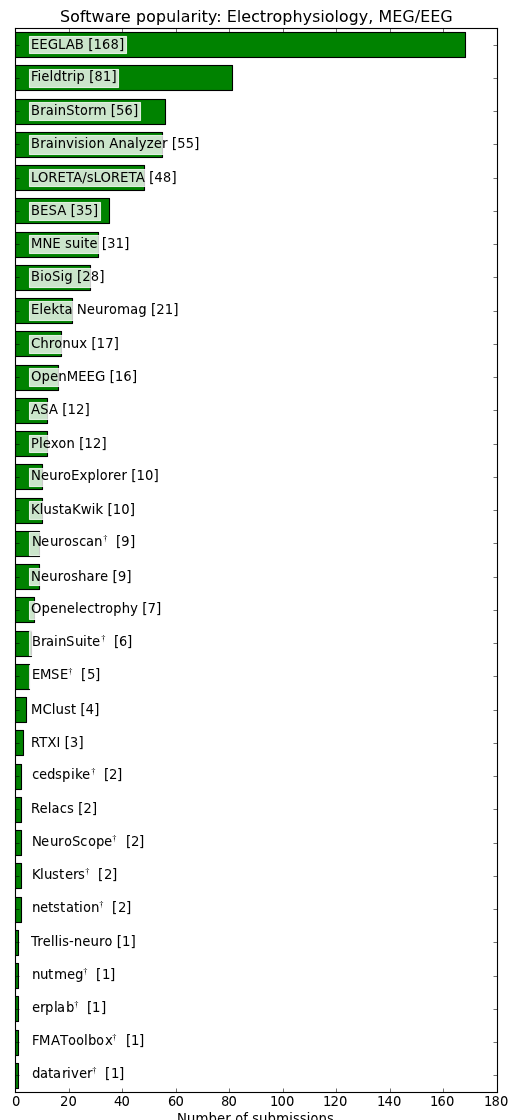 Software popularity: Electrophysiology, MEG/EEG
EEGLAB [168]
Fieldtrip [81]
BrainStorm [56]
Brainvision Analyzer [55]
LORETA/sLORETA [48]
BESA [35]
MNE suite [31]
BioSig [28]
Elekta Neuromag [21]
Chronux [17]
OpenMEEG [16]
ASA [12]
Plexon [12]
NeuroExplorer [10]
KlustaKwik [10]
Neuroscan† [9]
Neuroshare [9]
Openelectrophy [7]
BrainSuite† [6]
EMSE† [5]
MClust [4]
RTXI [3]
cedspike† [2]
Relacs [2]
NeuroScope† [2]
Klusters† [2]
netstation† [2]
Trellis-neuro [1]
nutmeg† [1]
erplab† [1]
FMAToolbox† [1]
datariver† [1]
0 20 40 60 80 100 120 140 160 180
Number of submissions